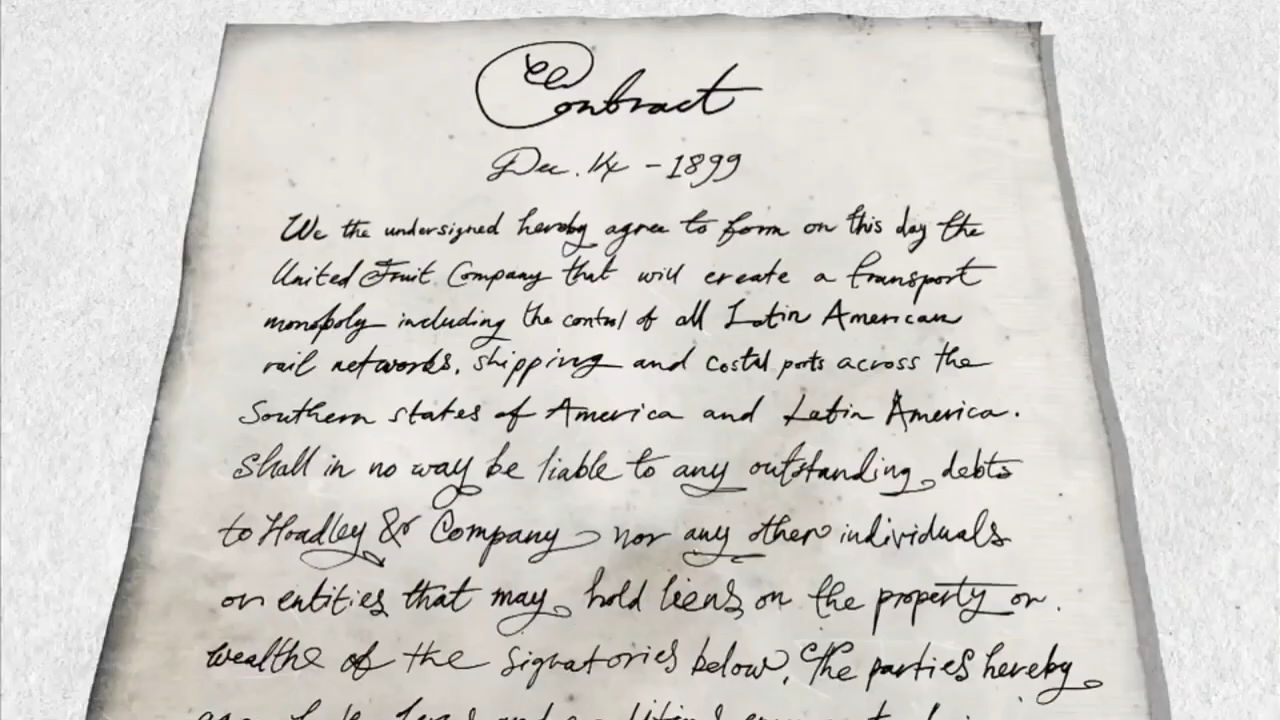 Contract
Dec. 14 - 1899
We the undersigned hereby agree to form on this day the
United Fruit Company that will create a transport
monopoly including the control of all Latin American
rail networks, shipping and costal ports across the
Southern states of America and Latin America.
Shall in no way be liable to any outstanding debts
to Hoadley & Company nor any other individuals
or entities that may hold liens on the property or.
wealthe of the signatories below, The parties hereby